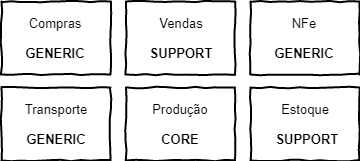 Compras
GENERIC
Vendas
SUPPORT
NFe
GENERIC
Transporte
GENERIC
Produção
CORE
Estoque
SUPPORT